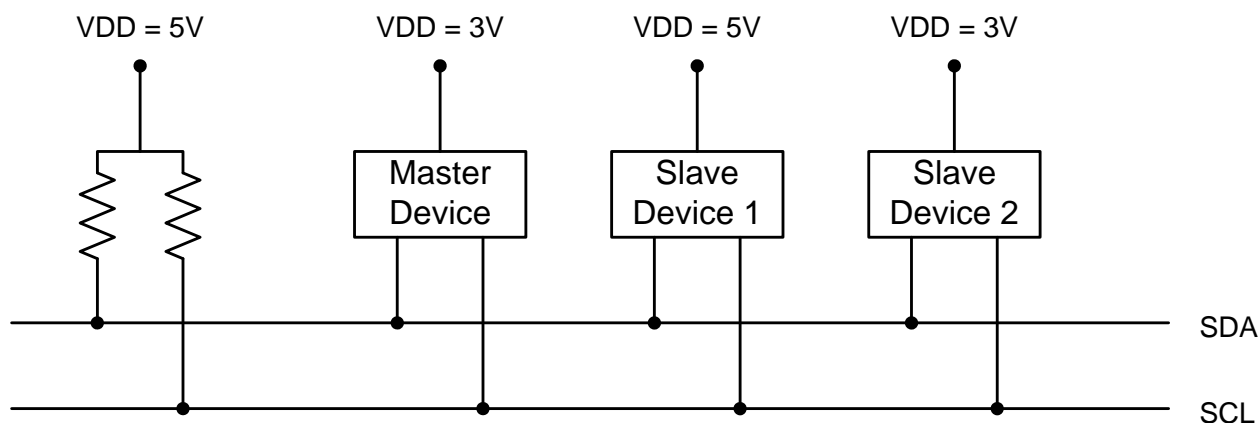 VDD = 5V
VDD = 3V
VDD = 5V
VDD = 3V
Master
Device
Slave
Device 1
Slave
Device 2
SDA
SCL